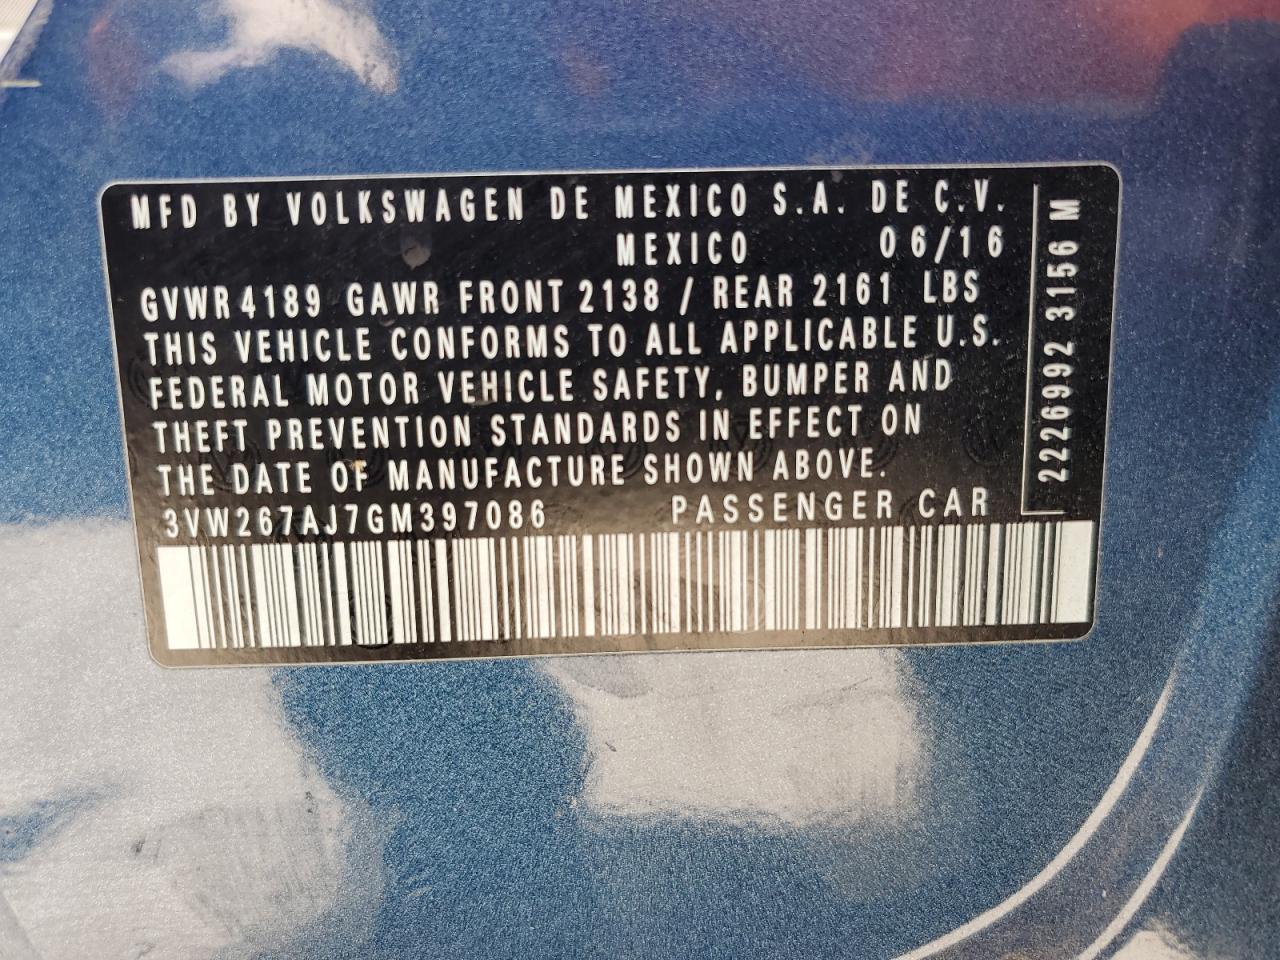 MFD BY VOLKSWAGEN DE MEXICO S.A. DE C.V.
MEXICO 06/16
GVWR 4189 GAWR FRONT 2138 / REAR 2161 LBS
THIS VEHICLE CONFORMS TO ALL APPLICABLE U.S.
FEDERAL MOTOR VEHICLE SAFETY, BUMPER AND
THEFT PREVENTION STANDARDS IN EFFECT ON
THE DATE OF MANUFACTURE SHOWN ABOVE.
3VW267AJ7GM397086 PASSENGER CAR
2226992 3156 M